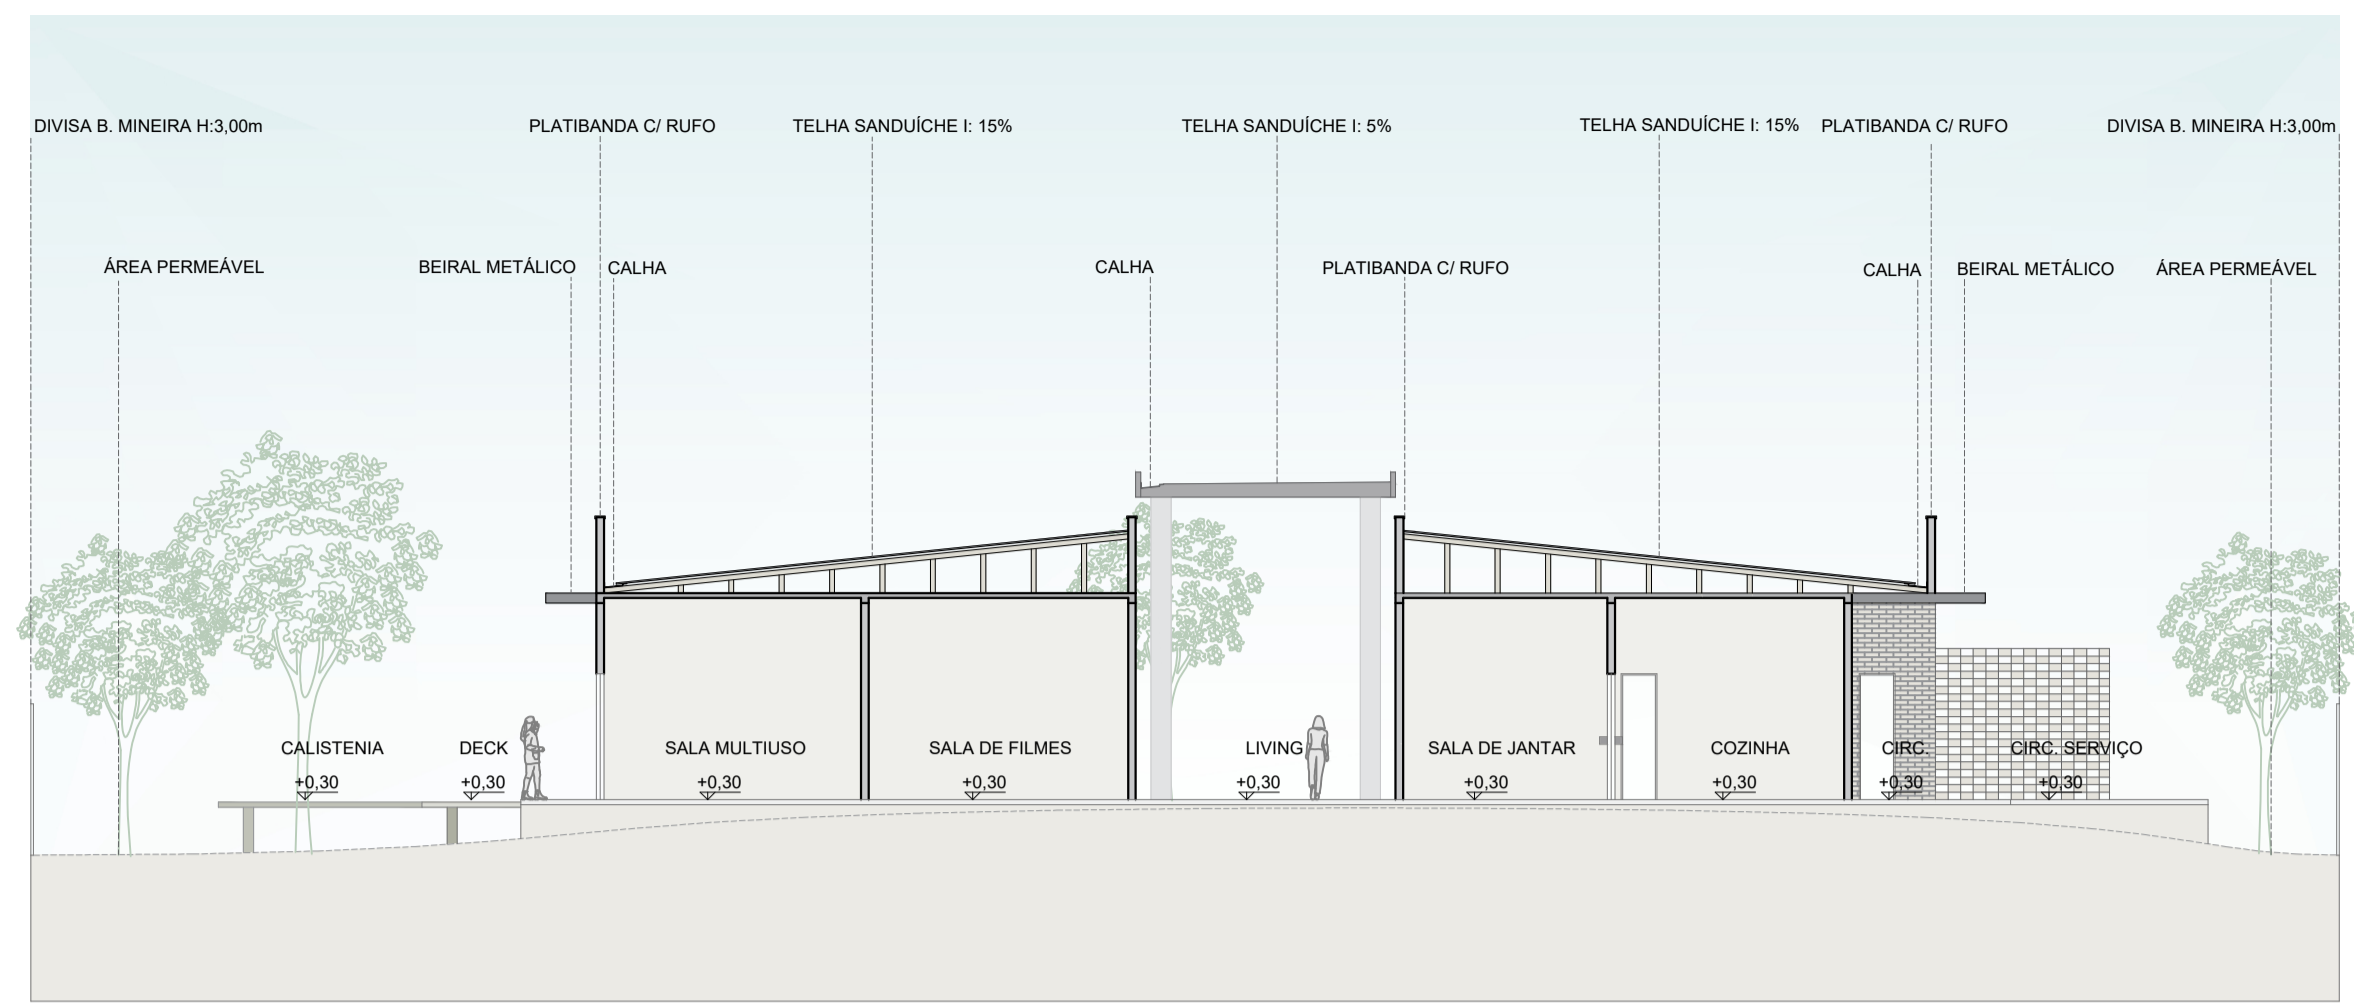 DIVISA B. MINEIRA H:3,00m
PLATIBANDA C/ RUFO
TELHA SANDUÍCHE I: 15%
TELHA SANDUÍCHE I: 5%
TELHA SANDUÍCHE I: 15%
PLATIBANDA C/ RUFO
DIVISA B. MINEIRA H:3,00m
ÁREA PERMEÁVEL
BEIRAL METÁLICO
CALHA
CALHA
PLATIBANDA C/ RUFO
CALHA
BEIRAL METÁLICO
ÁREA PERMEÁVEL
CALISTENIA
+0,30
DECK
+0,30
SALA MULTIUSO
+0,30
SALA DE FILMES
+0,30
LIVING
+0,30
SALA DE JANTAR
+0,30
COZINHA
+0,30
CIRC.
+0,30
CIRC. SERVIÇO
+0,30